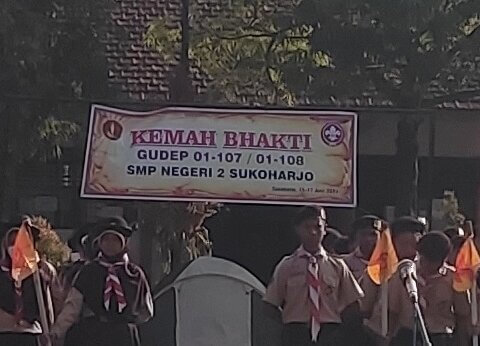 KEMAH BHAKTI
GUDEP 01-107 / 01-108
SMP NEGERI 2 SUKOHARJO